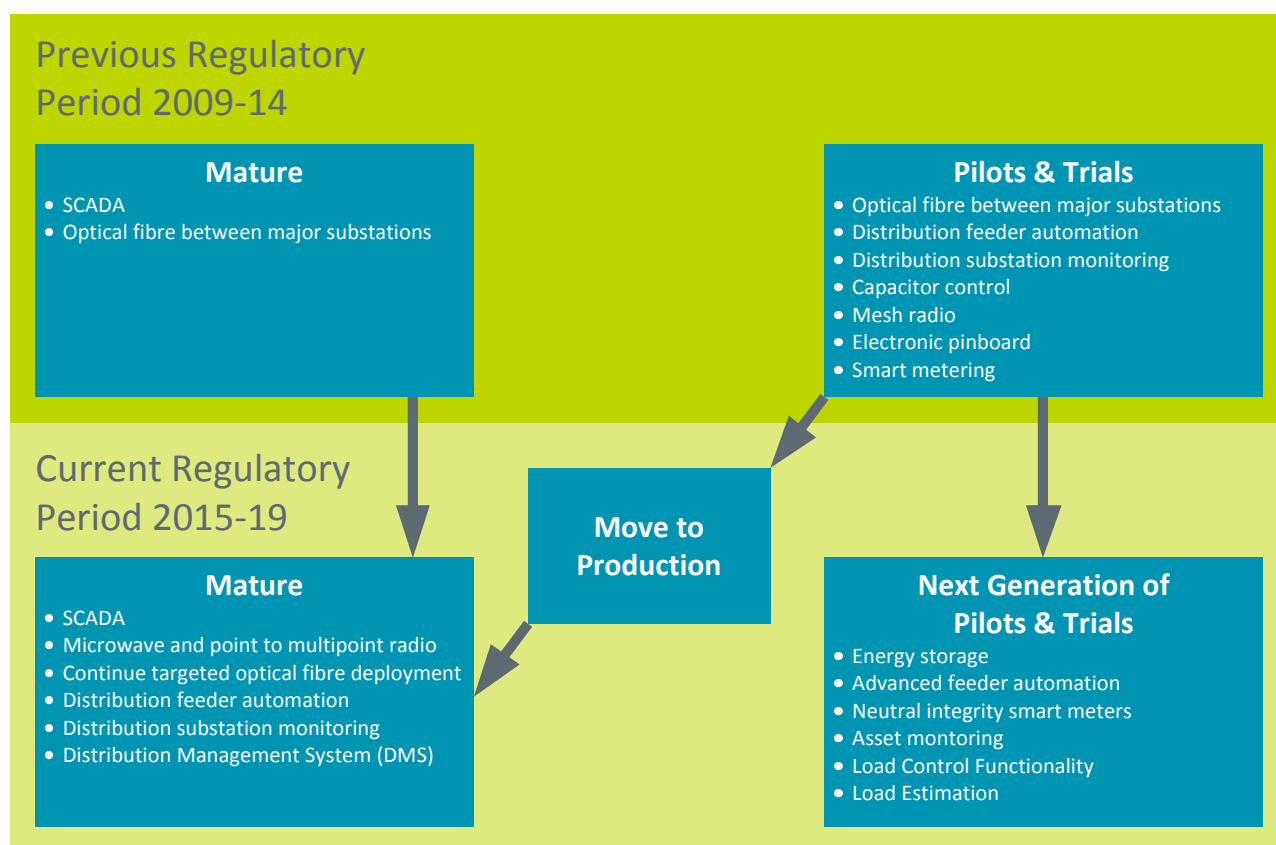 Previous Regulatory
Period 2009-14
Mature
• SCADA
• Optical fibre between major substations
Pilots & Trials
• Optical fibre between major substations
• Distribution feeder automation
• Distribution substation monitoring
• Capacitor control
• Mesh radio
• Electronic pinboard
• Smart metering
Current Regulatory
Period 2015-19
Move to
Production
Mature
• SCADA
• Microwave and point to multipoint radio
• Continue targeted optical fibre deployment
• Distribution feeder automation
• Distribution substation monitoring
• Distribution Management System (DMS)
Next Generation of
Pilots & Trials
• Energy storage
• Advanced feeder automation
• Neutral integrity smart meters
• Asset montoring
• Load Control Functionality
• Load Estimation